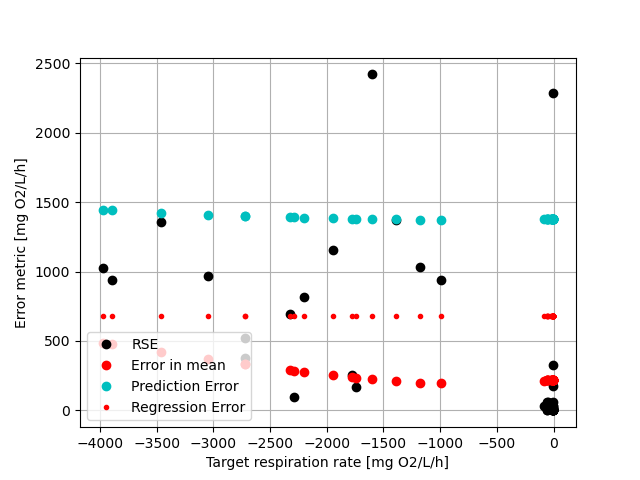 2500
2000
1500
1000
500
0
Error metric [mg O2/L/h]
RSE
Error in mean
Prediction Error
Regression Error
−4000 −3500 −3000 −2500 −2000 −1500 −1000 −500 0
Target respiration rate [mg O2/L/h]